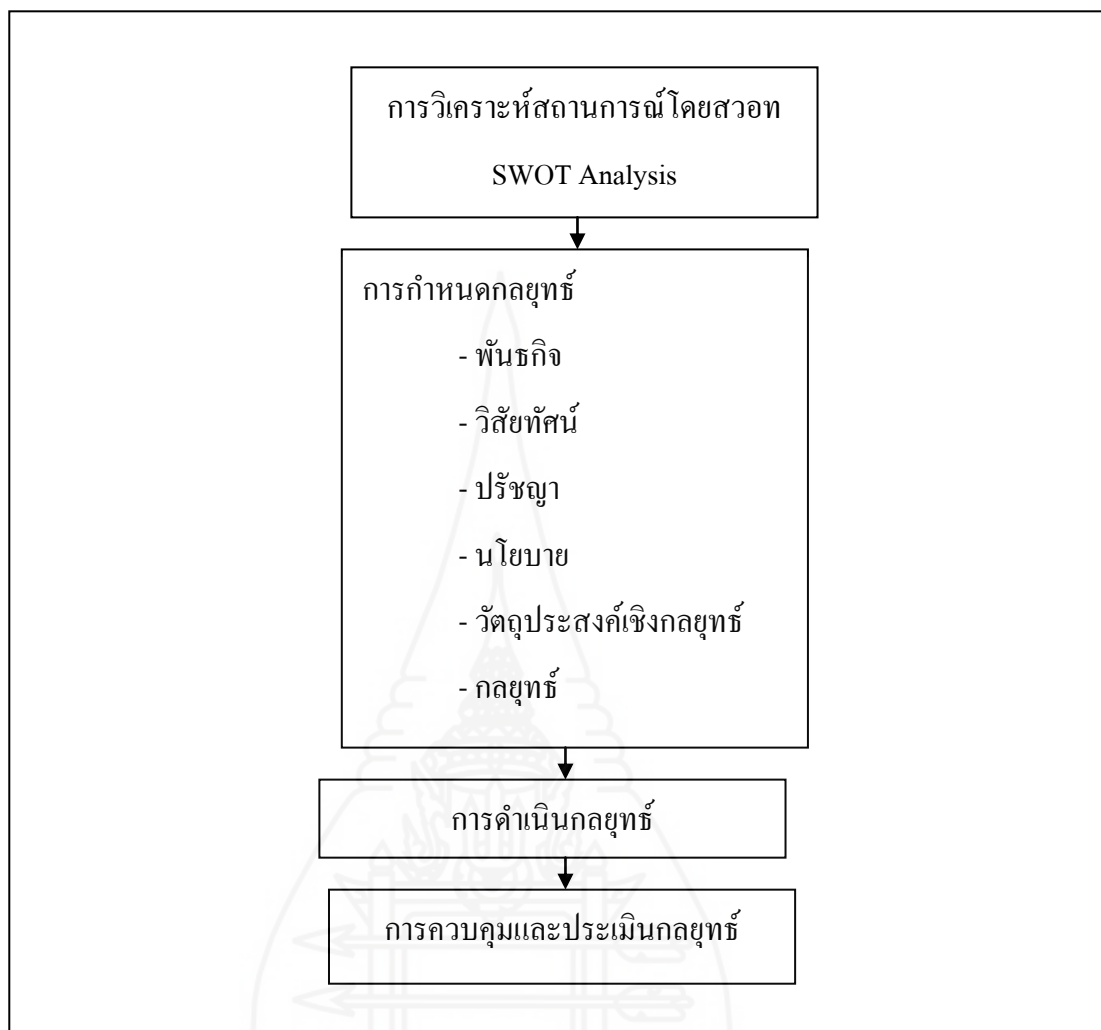 การวิเคราะห์สถานการณ์โดยสวอท
SWOT Analysis
การกำหนดกลยุทธ์
- พันธกิจ
- วิสัยทัศน์
- ปรัชญา
- นโยบาย
- วัตถุประสงค์เชิงกลยุทธ์
- กลยุทธ์
การดำเนินกลยุทธ์
การควบคุมและประเมินกลยุทธ์